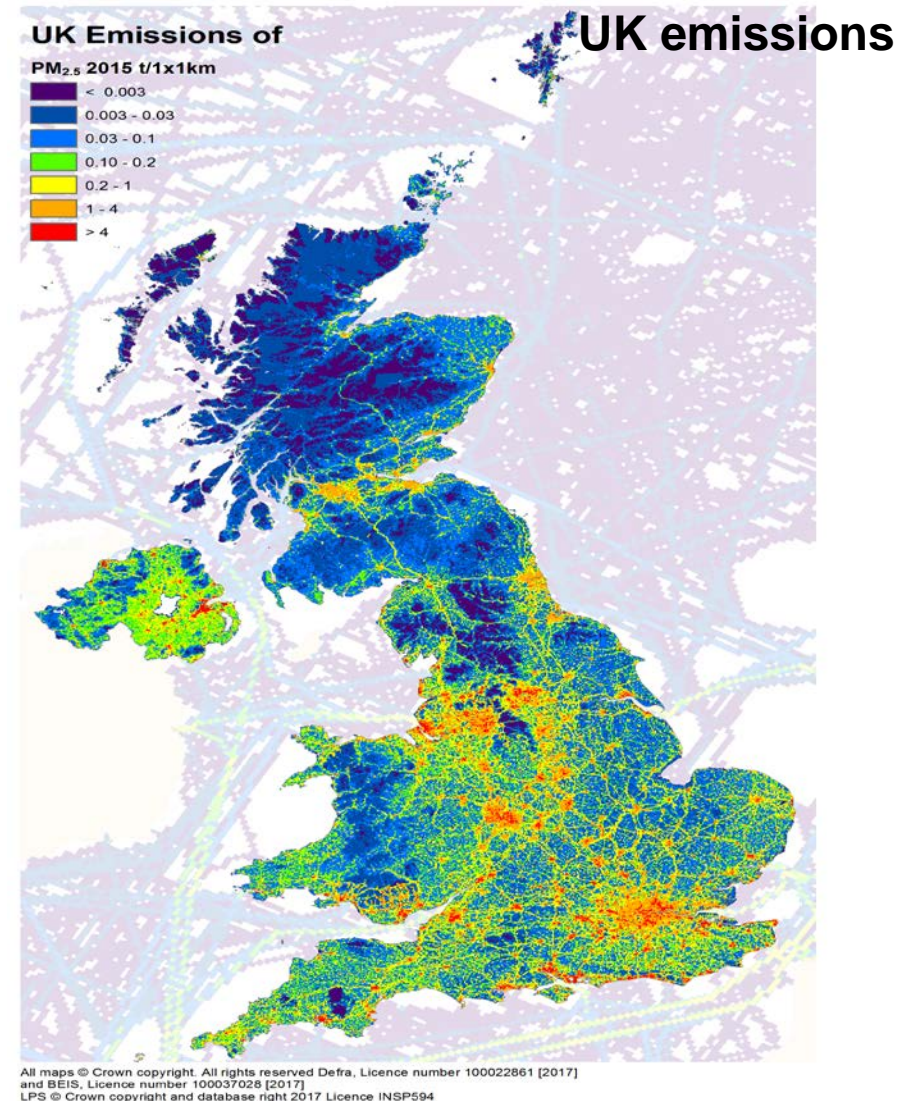 UK emissions
UK Emissions of
PM₂.₅ 2015 t/1x1km
< 0.003
0.003 - 0.03
0.03 - 0.1
0.10 - 0.2
0.2 - 1
1 - 4
> 4
All maps © Crown copyright. All rights reserved Defra, Licence number 100022861 [2017]
and BEIS, Licence number 100037028 [2017]
LPS © Crown copyright and database right 2017 Licence INSP594